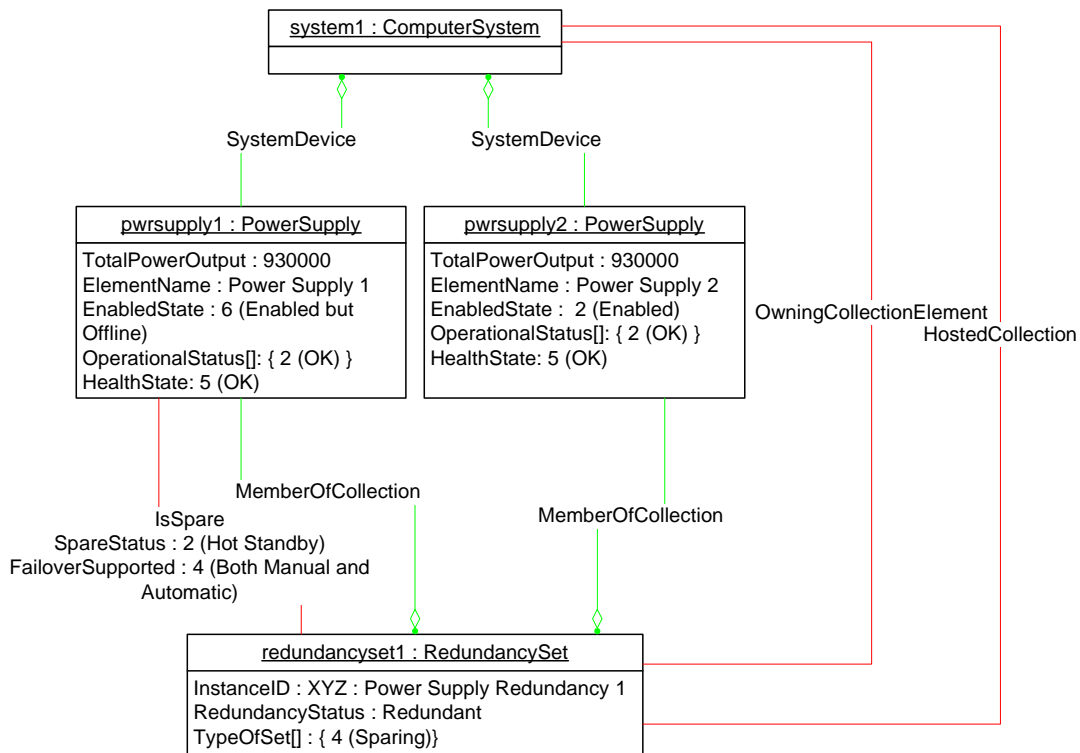 system1 : ComputerSystem
SystemDevice
SystemDevice
pwrsupply1 : PowerSupply
TotalPowerOutput : 930000
ElementName : Power Supply 1
EnabledState : 6 (Enabled but
Offline)
OperationalStatus[]: { 2 (OK) }
HealthState: 5 (OK)
pwrsupply2 : PowerSupply
TotalPowerOutput : 930000
ElementName : Power Supply 2
EnabledState :  2 (Enabled)
OperationalStatus[]: { 2 (OK) }
HealthState: 5 (OK)
OwningCollectionElement
HostedCollection
MemberOfCollection
MemberOfCollection
IsSpare
SpareStatus : 2 (Hot Standby)
FailoverSupported : 4 (Both Manual and
Automatic)
redundancyset1 : RedundancySet
InstanceID : XYZ : Power Supply Redundancy 1
RedundancyStatus : Redundant
TypeOfSet[] : { 4 (Sparing)}